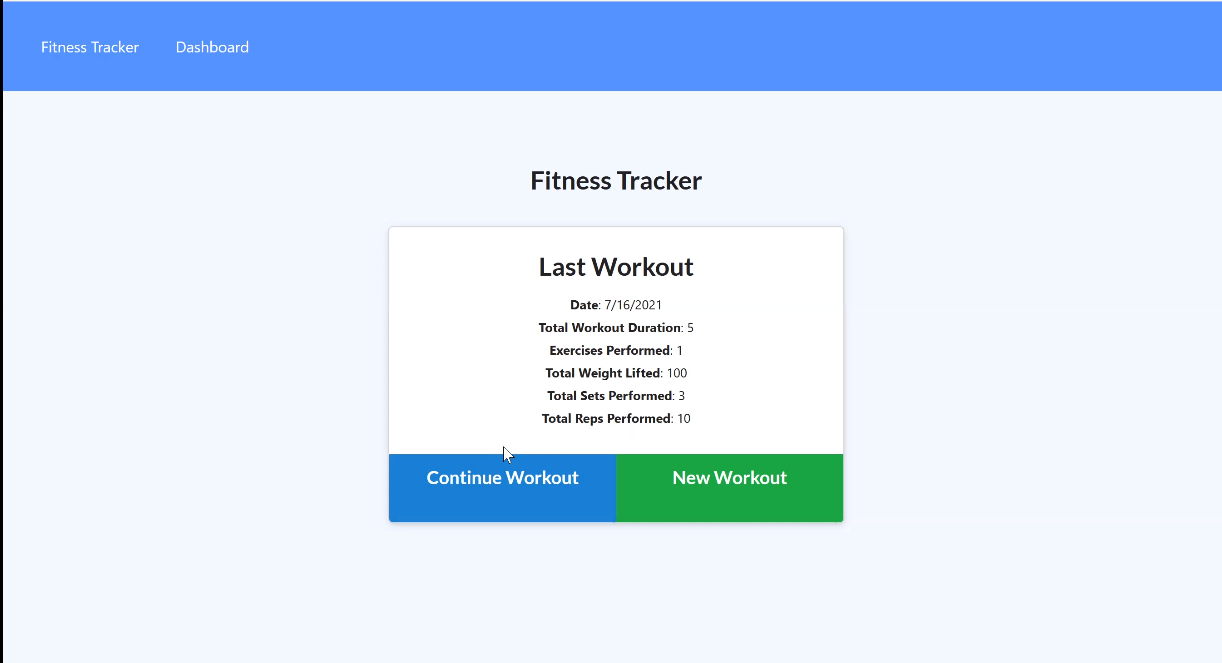 Fitness Tracker Dashboard
Fitness Tracker
Last Workout
Date: 7/16/2021
Total Workout Duration: 5
Exercises Performed: 1
Total Weight Lifted: 100
Total Sets Performed: 3
Total Reps Performed: 10
Continue Workout New Workout